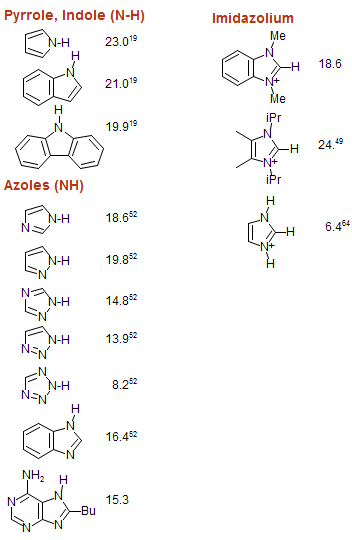 Pyrrole, Indole (N-H)
N-H 23.0¹⁹
H
N
21.0¹⁹
H
N
19.9¹⁹
Azoles (NH)
N-H 18.6⁵²
N
N-H 19.8⁵²
N
N
N-H 14.8⁵²
N
N-H 13.9⁵²
N N
N
N-H 8.2⁵²
N N
H
N
16.4⁵²
N
NH₂ H
N N
15.3
Bu
N N
Imidazolium
Me
N
H 18.6
N+
Me
iPr
N
H 24.⁴⁹
N+
iPr
H
N
H 6.4⁶⁴
N+
H